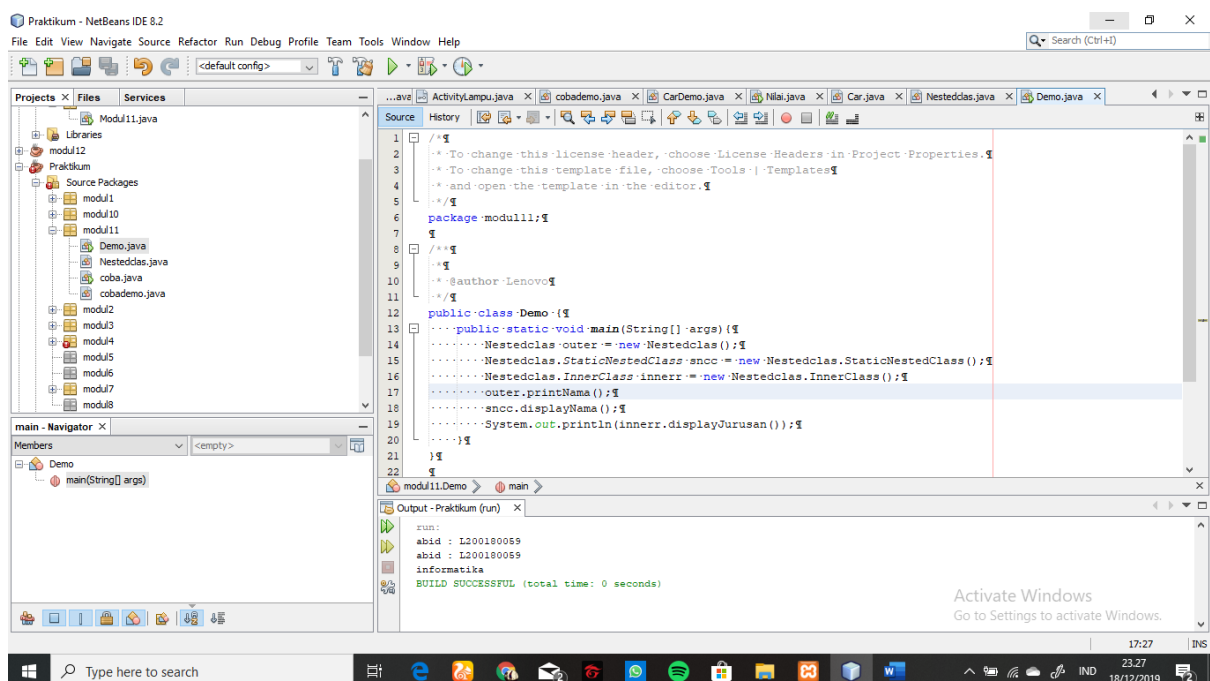 Praktikum - NetBeans IDE 8.2
File Edit View Navigate Source Refactor Run Debug Profile Team Tools Window Help
Search (Ctrl+I)
<default config>
Projects Files Services
...ava ActivityLampu.java cobademo.java CarDemo.java Nilai.java Car.java Nestedclas.java Demo.java
Modul11.java
Libraries
modul12
Praktikum
Source Packages
modul1
modul10
modul11
Demo.java
Nestedclas.java
coba.java
cobademo.java
modul2
modul3
modul4
modul5
modul6
modul7
modul8
Source History
1 /*
2 * To change this license header, choose License Headers in Project Properties.
3 * To change this template file, choose Tools | Templates
4 * and open the template in the editor.
5 */
6 package modul11;
7
8 /**
9 *
10 * @author Lenovo
11 */
12 public class Demo {
13 public static void main(String[] args){
14 Nestedclas outer = new Nestedclas();
15 Nestedclas.StaticNestedClass sncc = new Nestedclas.StaticNestedClass();
16 Nestedclas.InnerClass innerr = new Nestedclas.InnerClass();
17 outer.printNama();
18 sncc.displayNama();
19 System.out.println(innerr.displayJurusan());
20 }
21 }
22
modul11.Demo main
main - Navigator
Members <empty>
Demo
main(String[] args)
Output - Praktikum (run)
run:
abid : L200180059
abid : L200180059
informatika
BUILD SUCCESSFUL (total time: 0 seconds)
Activate Windows
Go to Settings to activate Windows.
17:27 INS
Type here to search
IND
23.27
18/12/2019